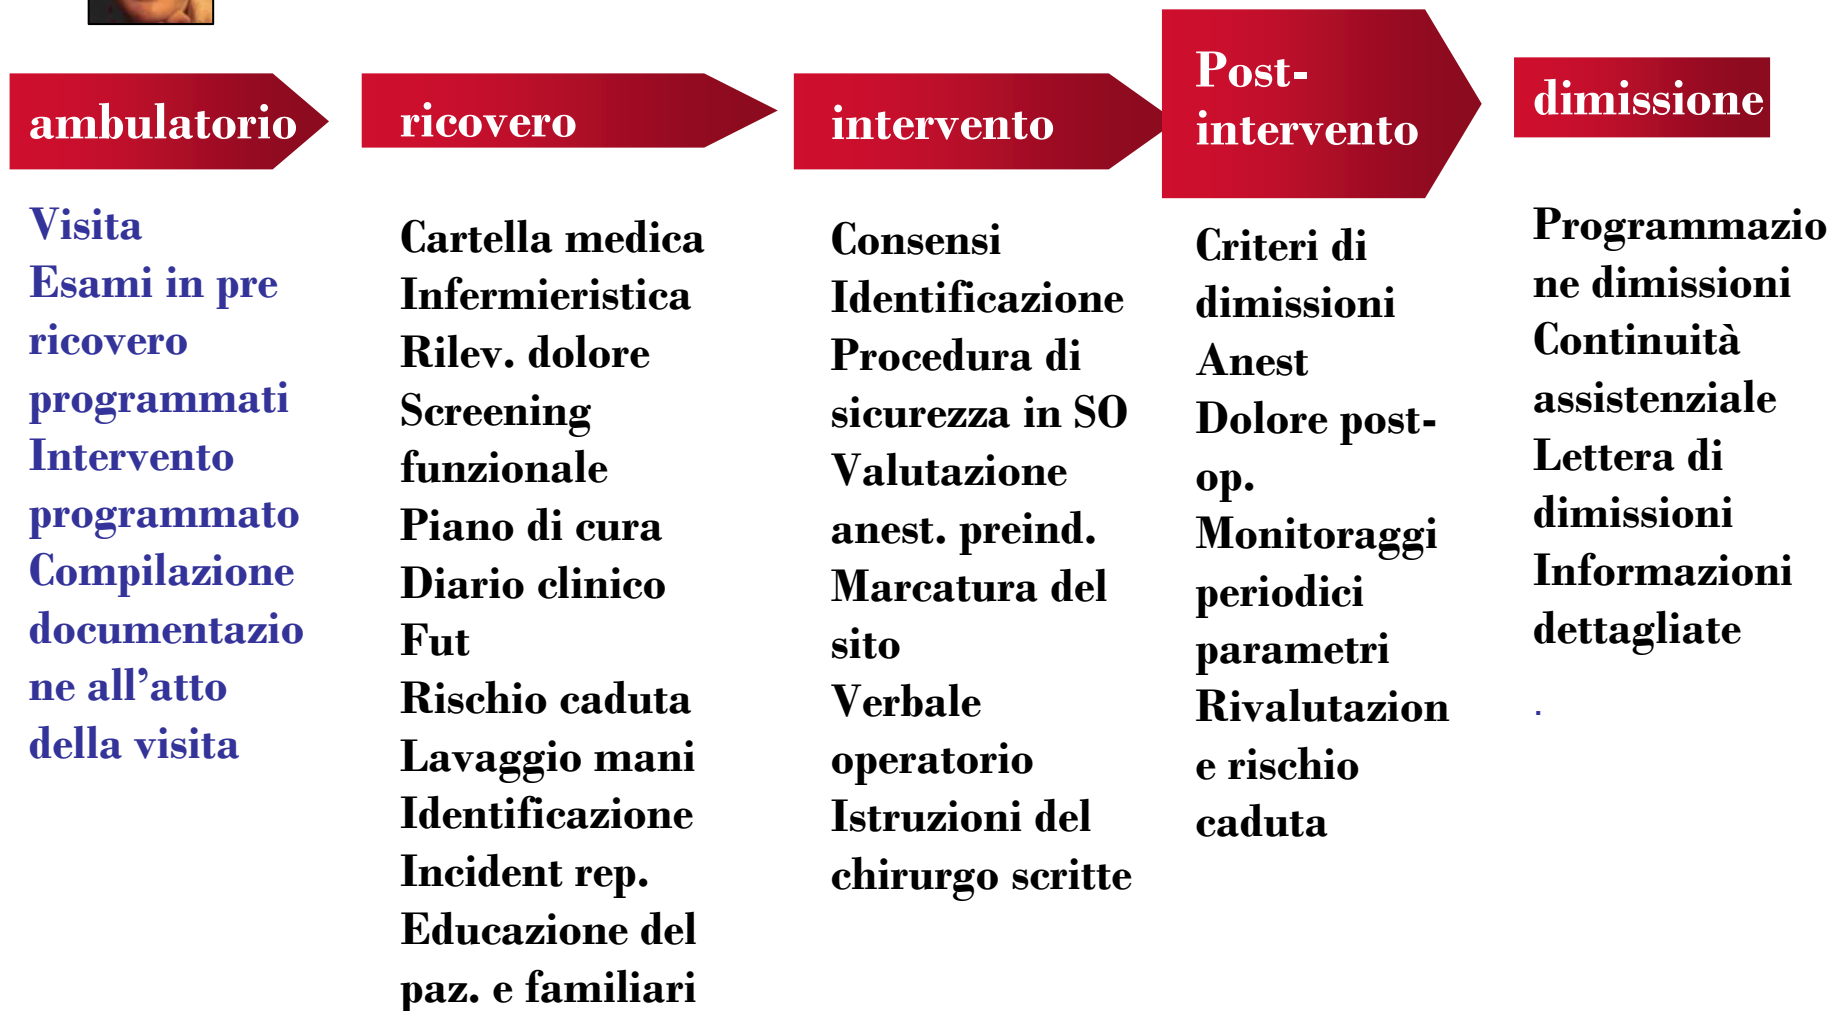 ambulatorio
Visita
Esami in pre
ricovero
programmati
Intervento
programmato
Compilazione
documentazio
ne all’atto
della visita
ricovero
Cartella medica
Infermieristica
Rilev. dolore
Screening
funzionale
Piano di cura
Diario clinico
Fut
Rischio caduta
Lavaggio mani
Identificazione
Incident rep.
Educazione del
paz. e familiari
intervento
Consensi
Identificazione
Procedura di
sicurezza in SO
Valutazione
anest. preind.
Marcatura del
sito
Verbale
operatorio
Istruzioni del
chirurgo scritte
Post-
intervento
Criteri di
dimissioni
Anest
Dolore post-
op.
Monitoraggi
periodici
parametri
Rivalutazion
e rischio
caduta
dimissione
Programmazio
ne dimissioni
Continuità
assistenziale
Lettera di
dimissioni
Informazioni
dettagliate
.